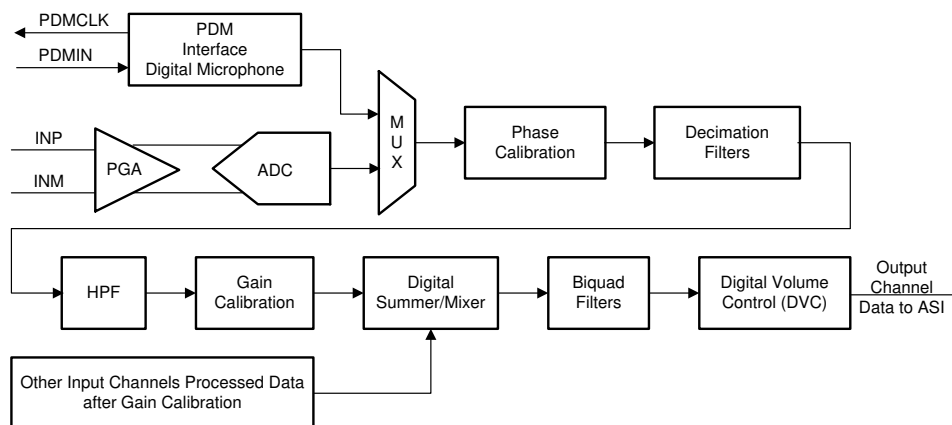 PDMCLK
PDMIN
PDM
Interface
Digital Microphone
INP
INM
PGA
ADC
M
U
X
Phase
Calibration
Decimation
Filters
HPF
Gain
Calibration
Digital
Summer/Mixer
Biquad
Filters
Digital Volume
Control (DVC)
Output
Channel
Data to ASI
Other Input Channels Processed Data
after Gain Calibration